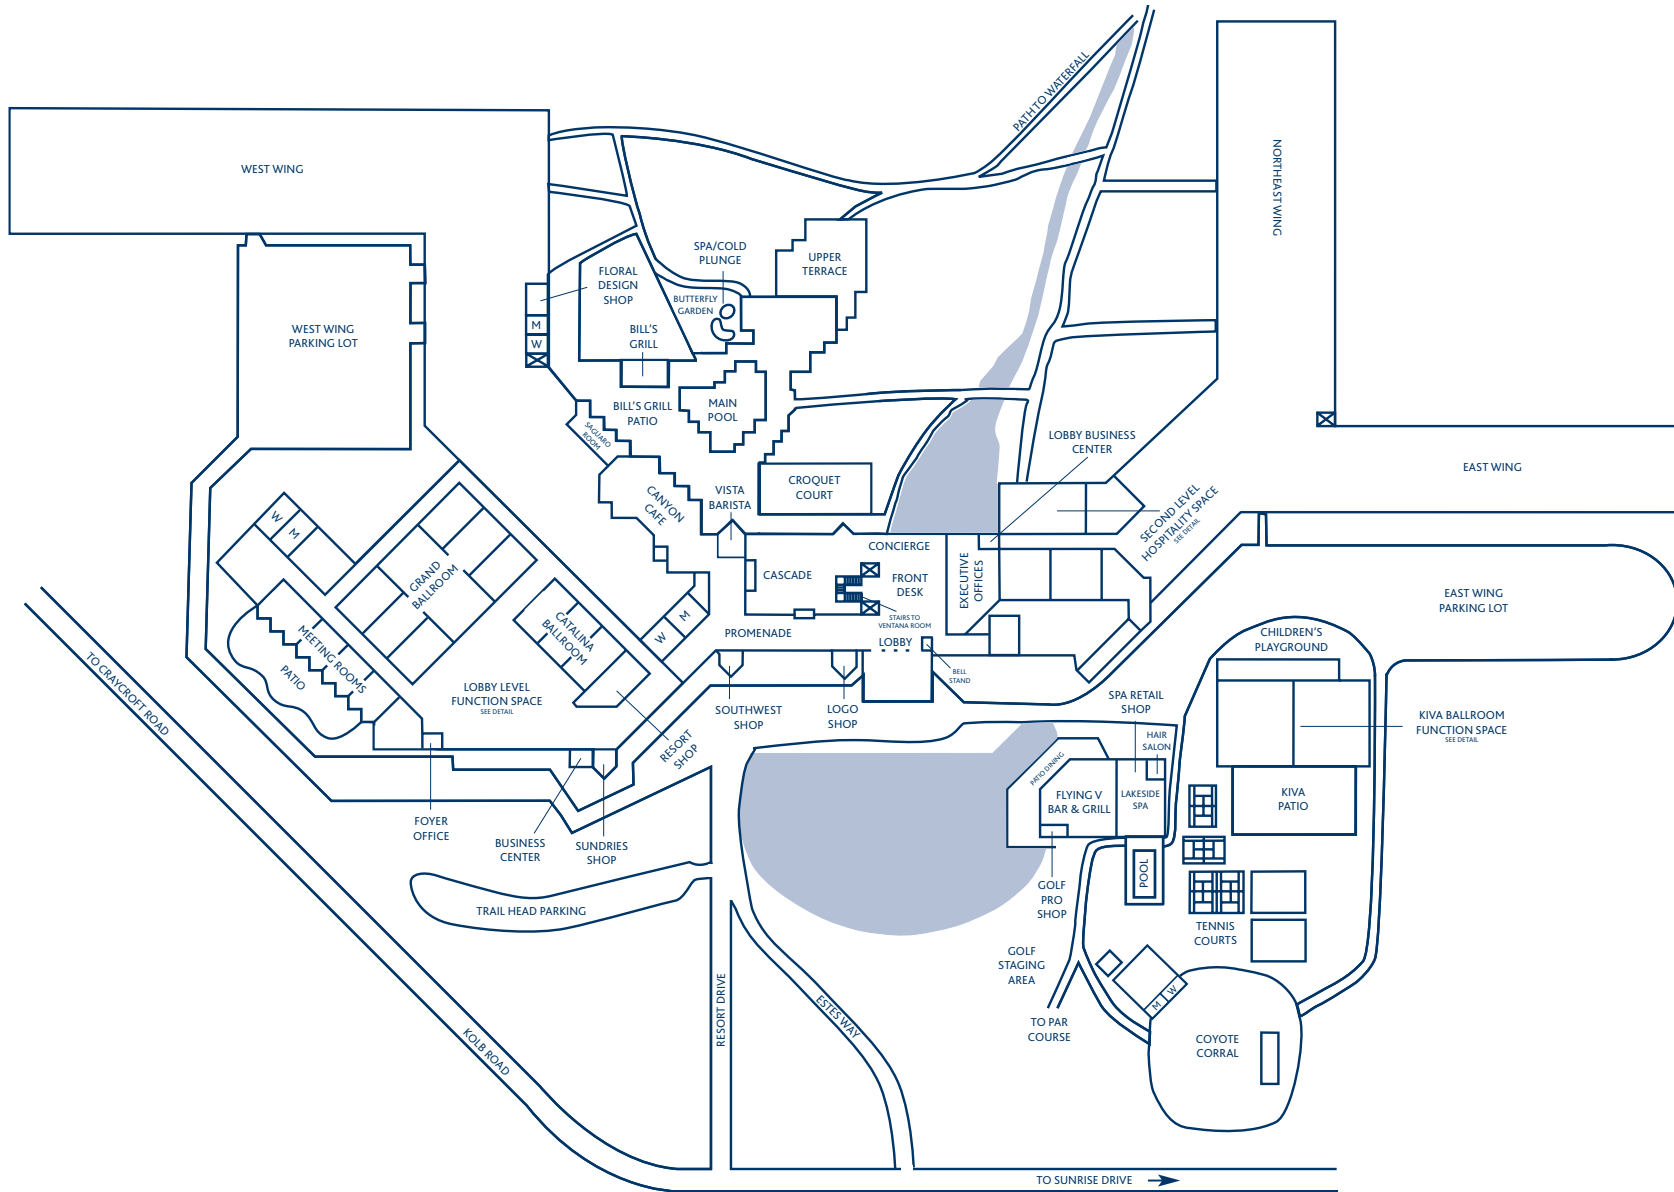 PATH TO WATERFALL
WEST WING
NORTHEAST WING
SPA/COLD
PLUNGE
UPPER
TERRACE
FLORAL
DESIGN
SHOP
BUTTERFLY
GARDEN
M
W
WEST WING
PARKING LOT
BILL'S
GRILL
BILL'S GRILL
PATIO
MAIN
POOL
SAGUARO
ROOM
LOBBY BUSINESS
CENTER
EAST WING
CROQUET
COURT
CANYON
CAFE
VISTA
BARISTA
SECOND LEVEL
HOSPITALITY SPACE
SEE DETAIL
W
M
CONCIERGE
GRAND
BALLROOM
CASCADE
FRONT
DESK
EXECUTIVE
OFFICES
EAST WING
PARKING LOT
STAIRS TO
VENTANA ROOM
CATALINA
BALLROOM
W
M
PROMENADE
LOBBY
CHILDREN'S
PLAYGROUND
MEETING ROOMS
PATIO
BELL
STAND
TO CRAYCROFT ROAD
LOBBY LEVEL
FUNCTION SPACE
SEE DETAIL
SOUTHWEST
SHOP
LOGO
SHOP
SPA RETAIL
SHOP
RESORT
SHOP
HAIR
SALON
KIVA BALLROOM
FUNCTION SPACE
SEE DETAIL
PATIO DINING
FLYING V
BAR & GRILL
LAKESIDE
SPA
KIVA
PATIO
FOYER
OFFICE
BUSINESS
CENTER
SUNDRIES
SHOP
POOL
GOLF
PRO
SHOP
TRAIL HEAD PARKING
TENNIS
COURTS
GOLF
STAGING
AREA
RESORT DRIVE
ESTES WAY
M
W
TO PAR
COURSE
COYOTE
CORRAL
KOLB ROAD
TO SUNRISE DRIVE